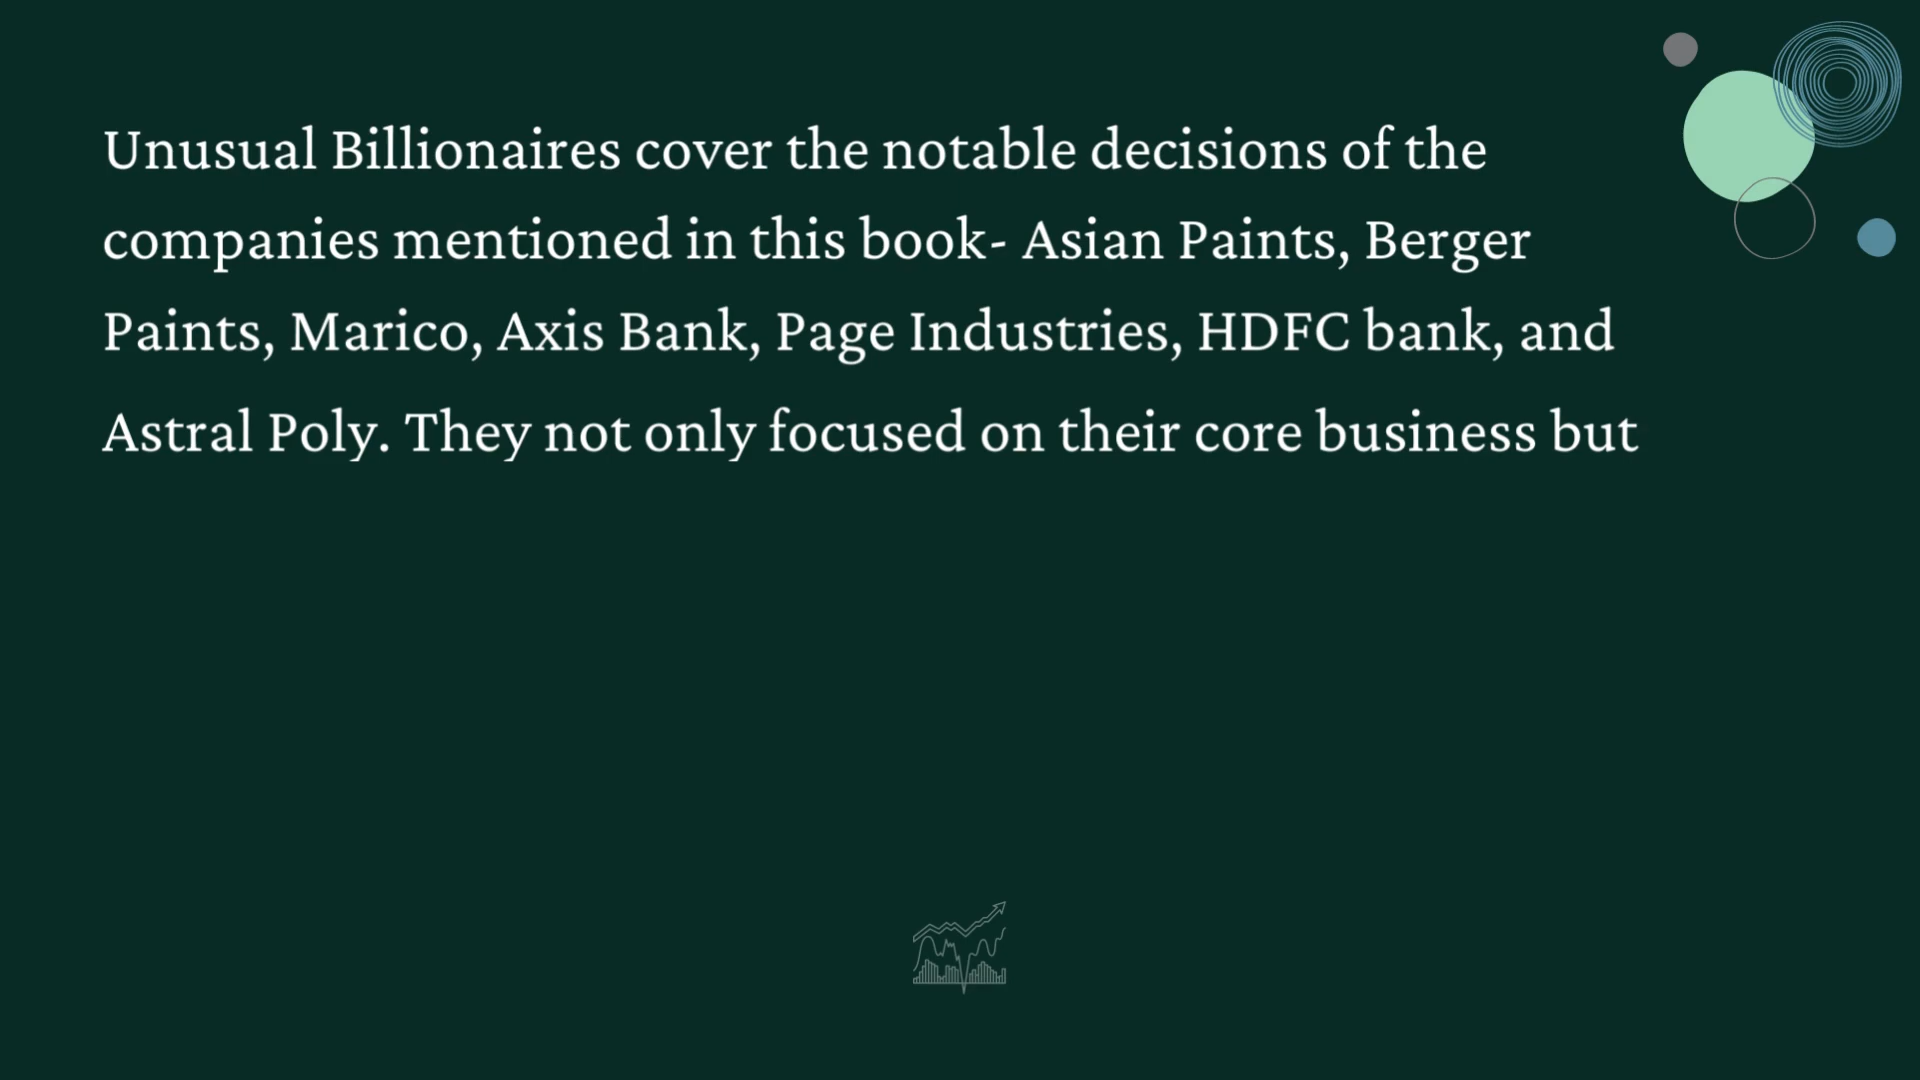 Unusual Billionaires cover the notable decisions of the
companies mentioned in this book- Asian Paints, Berger
Paints, Marico, Axis Bank, Page Industries, HDFC bank, and
Astral Poly. They not only focused on their core business but